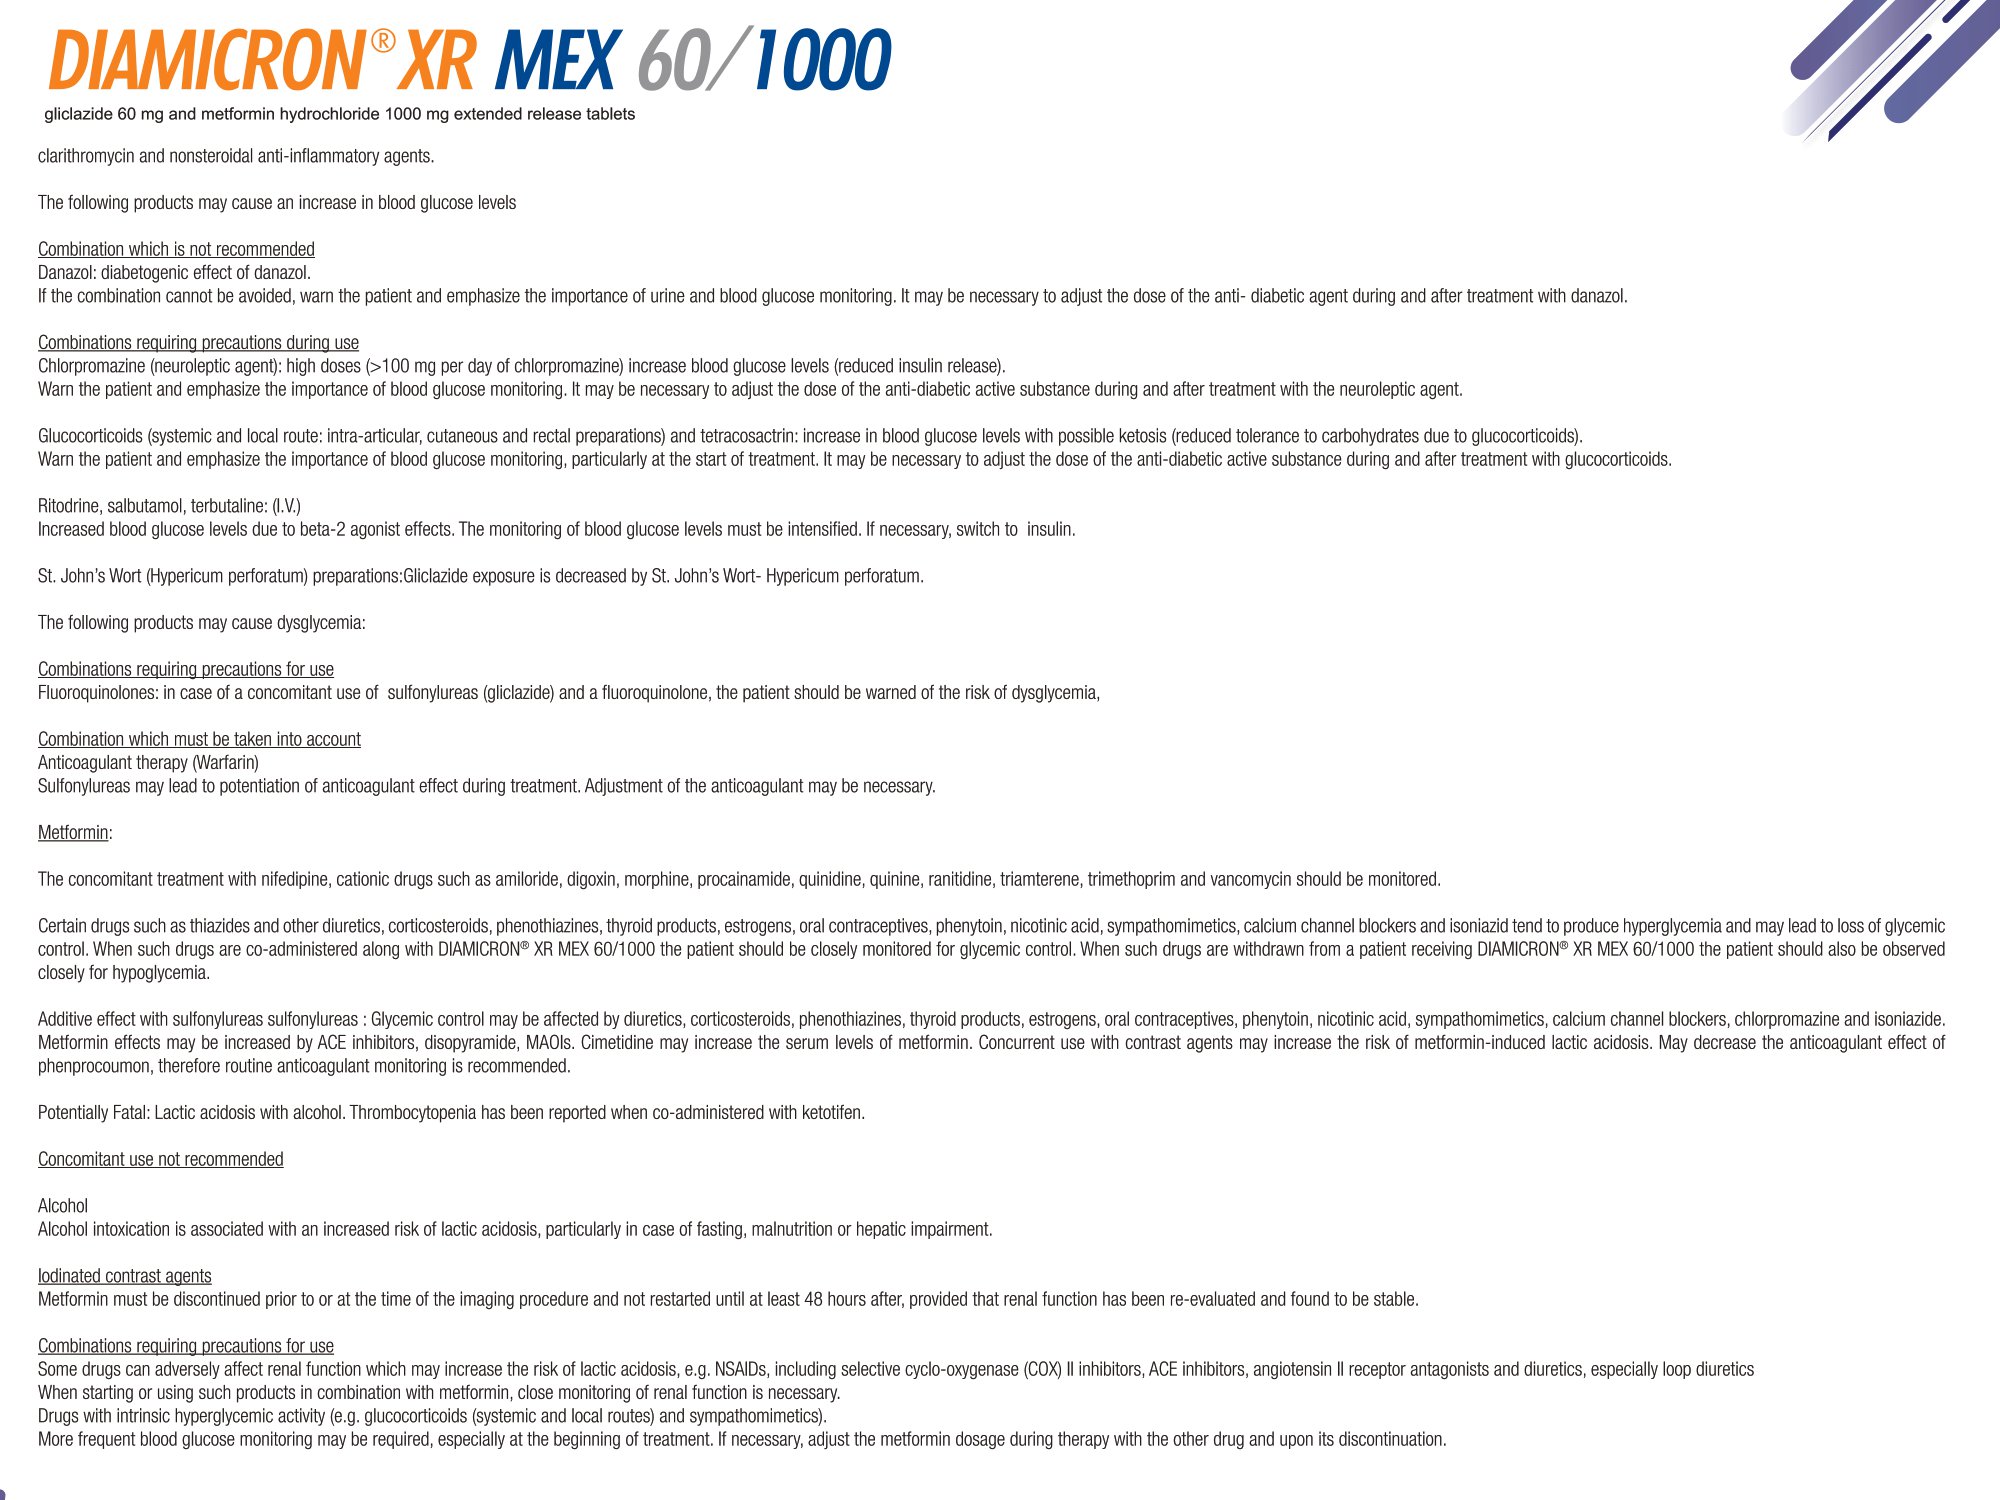 DIAMICRON® XR MEX 60/1000
gliclazide 60 mg and metformin hydrochloride 1000 mg extended release tablets
clarithromycin and nonsteroidal anti-inflammatory agents.
The following products may cause an increase in blood glucose levels
Combination which is not recommended
Danazol: diabetogenic effect of danazol.
If the combination cannot be avoided, warn the patient and emphasize the importance of urine and blood glucose monitoring. It may be necessary to adjust the dose of the anti- diabetic agent during and after treatment with danazol.
Combinations requiring precautions during use
Chlorpromazine (neuroleptic agent): high doses (>100 mg per day of chlorpromazine) increase blood glucose levels (reduced insulin release).
Warn the patient and emphasize the importance of blood glucose monitoring. It may be necessary to adjust the dose of the anti-diabetic active substance during and after treatment with the neuroleptic agent.
Glucocorticoids (systemic and local route: intra-articular, cutaneous and rectal preparations) and tetracosactrin: increase in blood glucose levels with possible ketosis (reduced tolerance to carbohydrates due to glucocorticoids).
Warn the patient and emphasize the importance of blood glucose monitoring, particularly at the start of treatment. It may be necessary to adjust the dose of the anti-diabetic active substance during and after treatment with glucocorticoids.
Ritodrine, salbutamol, terbutaline: (I.V.)
Increased blood glucose levels due to beta-2 agonist effects. The monitoring of blood glucose levels must be intensified. If necessary, switch to  insulin.
St. John's Wort (Hypericum perforatum) preparations:Gliclazide exposure is decreased by St. John's Wort- Hypericum perforatum.
The following products may cause dysglycemia:
Combinations requiring precautions for use
Fluoroquinolones: in case of a concomitant use of  sulfonylureas (gliclazide) and a fluoroquinolone, the patient should be warned of the risk of dysglycemia,
Combination which must be taken into account
Anticoagulant therapy (Warfarin)
Sulfonylureas may lead to potentiation of anticoagulant effect during treatment. Adjustment of the anticoagulant may be necessary.
Metformin:
The concomitant treatment with nifedipine, cationic drugs such as amiloride, digoxin, morphine, procainamide, quinidine, quinine, ranitidine, triamterene, trimethoprim and vancomycin should be monitored.
Certain drugs such as thiazides and other diuretics, corticosteroids, phenothiazines, thyroid products, estrogens, oral contraceptives, phenytoin, nicotinic acid, sympathomimetics, calcium channel blockers and isoniazid tend to produce hyperglycemia and may lead to loss of glycemic
control. When such drugs are co-administered along with DIAMICRON® XR MEX 60/1000 the patient should be closely monitored for glycemic control. When such drugs are withdrawn from a patient receiving DIAMICRON® XR MEX 60/1000 the patient should also be observed
closely for hypoglycemia.
Additive effect with sulfonylureas sulfonylureas : Glycemic control may be affected by diuretics, corticosteroids, phenothiazines, thyroid products, estrogens, oral contraceptives, phenytoin, nicotinic acid, sympathomimetics, calcium channel blockers, chlorpromazine and isoniazide.
Metformin effects may be increased by ACE inhibitors, disopyramide, MAOIs. Cimetidine may increase the serum levels of metformin. Concurrent use with contrast agents may increase the risk of metformin-induced lactic acidosis. May decrease the anticoagulant effect of
phenprocoumon, therefore routine anticoagulant monitoring is recommended.
Potentially Fatal: Lactic acidosis with alcohol. Thrombocytopenia has been reported when co-administered with ketotifen.
Concomitant use not recommended
Alcohol
Alcohol intoxication is associated with an increased risk of lactic acidosis, particularly in case of fasting, malnutrition or hepatic impairment.
Iodinated contrast agents
Metformin must be discontinued prior to or at the time of the imaging procedure and not restarted until at least 48 hours after, provided that renal function has been re-evaluated and found to be stable.
Combinations requiring precautions for use
Some drugs can adversely affect renal function which may increase the risk of lactic acidosis, e.g. NSAIDs, including selective cyclo-oxygenase (COX) II inhibitors, ACE inhibitors, angiotensin II receptor antagonists and diuretics, especially loop diuretics
When starting or using such products in combination with metformin, close monitoring of renal function is necessary.
Drugs with intrinsic hyperglycemic activity (e.g. glucocorticoids (systemic and local routes) and sympathomimetics).
More frequent blood glucose monitoring may be required, especially at the beginning of treatment. If necessary, adjust the metformin dosage during therapy with the other drug and upon its discontinuation.